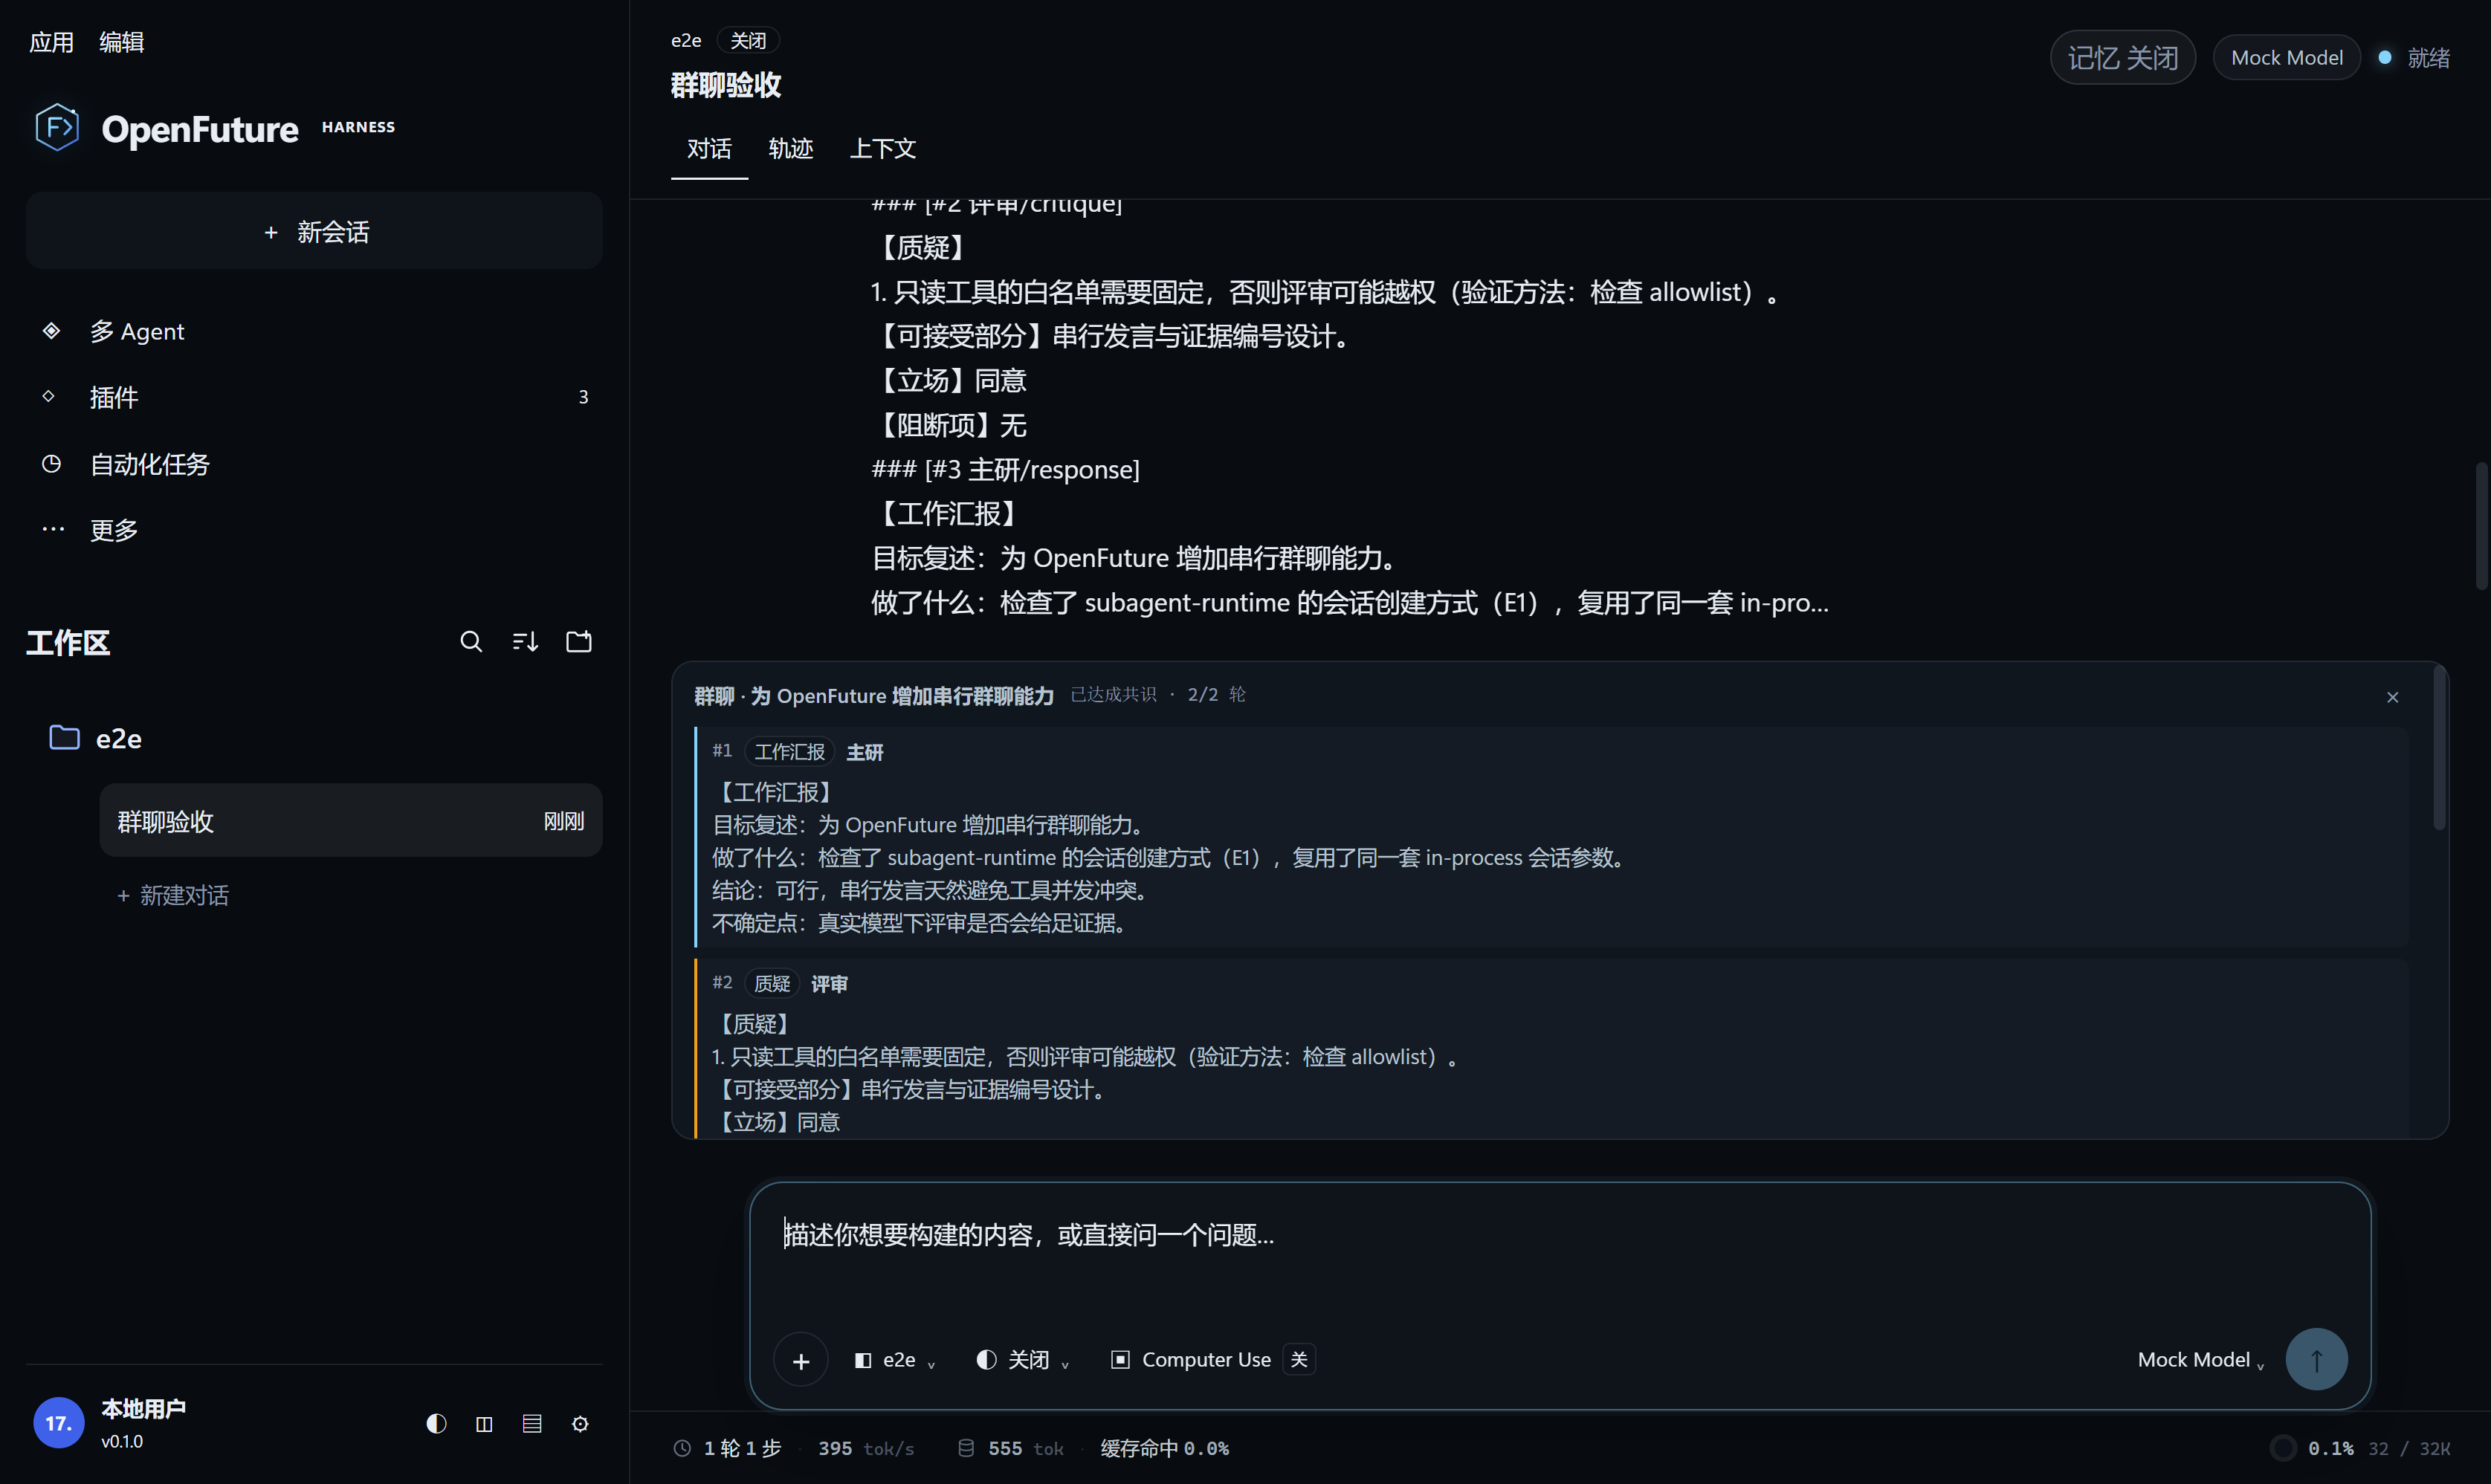 应用 编辑
OpenFuture HARNESS
+ 新会话
多 Agent
插件 3
自动化任务
更多
工作区
e2e
群聊验收 刚刚
+ 新建对话
17. 本地用户
v0.1.0
e2e 关闭
群聊验收
记忆 关闭 Mock Model 就绪
对话 轨迹 上下文
### [#2 评审/critique]
【质疑】
1. 只读工具的白名单需要固定，否则评审可能越权（验证方法：检查 allowlist）。
【可接受部分】串行发言与证据编号设计。
【立场】同意
【阻断项】无
### [#3 主研/response]
【工作汇报】
目标复述：为 OpenFuture 增加串行群聊能力。
做了什么：检查了 subagent-runtime 的会话创建方式（E1），复用了同一套 in-pro...
群聊 · 为 OpenFuture 增加串行群聊能力 已达成共识 · 2/2 轮 ×
#1 工作汇报 主研
【工作汇报】
目标复述：为 OpenFuture 增加串行群聊能力。
做了什么：检查了 subagent-runtime 的会话创建方式（E1），复用了同一套 in-process 会话参数。
结论：可行，串行发言天然避免工具并发冲突。
不确定点：真实模型下评审是否会给足证据。
#2 质疑 评审
【质疑】
1. 只读工具的白名单需要固定，否则评审可能越权（验证方法：检查 allowlist）。
【可接受部分】串行发言与证据编号设计。
【立场】同意
描述你想要构建的内容，或直接问一个问题...
+ e2e 关闭 Computer Use 关 Mock Model ↑
1 轮 1 步 · 395 tok/s 555 tok · 缓存命中 0.0% 0.1% 32 / 32K